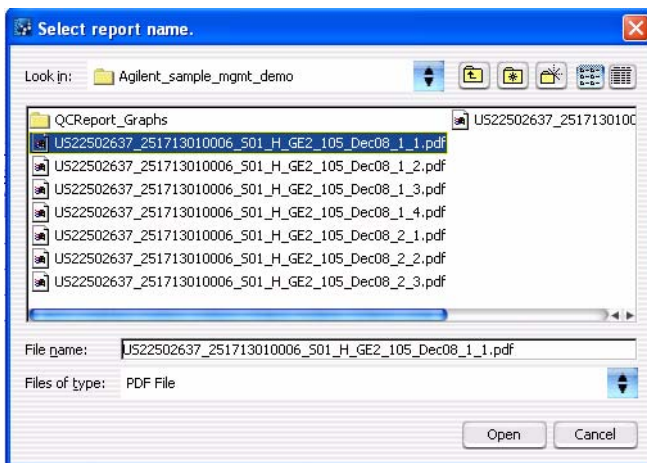 Select report name.
Look in: Agilent_sample_mgmt_demo
QCReport_Graphs
US22502637_251713010006_S01_H_GE2_105_Dec08_1_1.pdf
US22502637_251713010006_S01_H_GE2_105_Dec08_1_2.pdf
US22502637_251713010006_S01_H_GE2_105_Dec08_1_3.pdf
US22502637_251713010006_S01_H_GE2_105_Dec08_1_4.pdf
US22502637_251713010006_S01_H_GE2_105_Dec08_2_1.pdf
US22502637_251713010006_S01_H_GE2_105_Dec08_2_2.pdf
US22502637_251713010006_S01_H_GE2_105_Dec08_2_3.pdf
US22502637_251713010
File name: US22502637_251713010006_S01_H_GE2_105_Dec08_1_1.pdf
Files of type: PDF File
Open Cancel